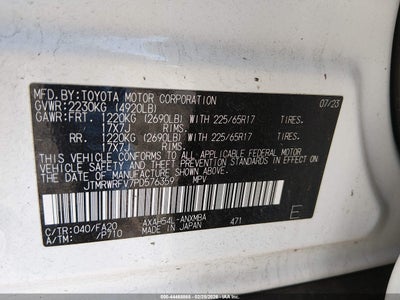 MFD. BY: TOYOTA MOTOR CORPORATION 07/23
GVWR: 2230KG (4920LB)
GAWR: FRT. 1220KG (2690LB) WITH 225/65R17 TIRES.
17X7J RIMS.
RR. 1220KG (2690LB) WITH 225/65R17 TIRES.
17X7J RIMS.
THIS VEHICLE CONFORMS TO ALL APPLICABLE FEDERAL MOTOR
VEHICLE SAFETY, BUMPER, AND THEFT PREVENTION STANDARDS IN EFFECT
ON THE DATE OF MANUFACTURE SHOWN ABOVE.
JTMRWRFV7PD576359 MPV
C/TR: 040/FA20 AXAH54L-ANXMBA 471
A/TM: /P710 E